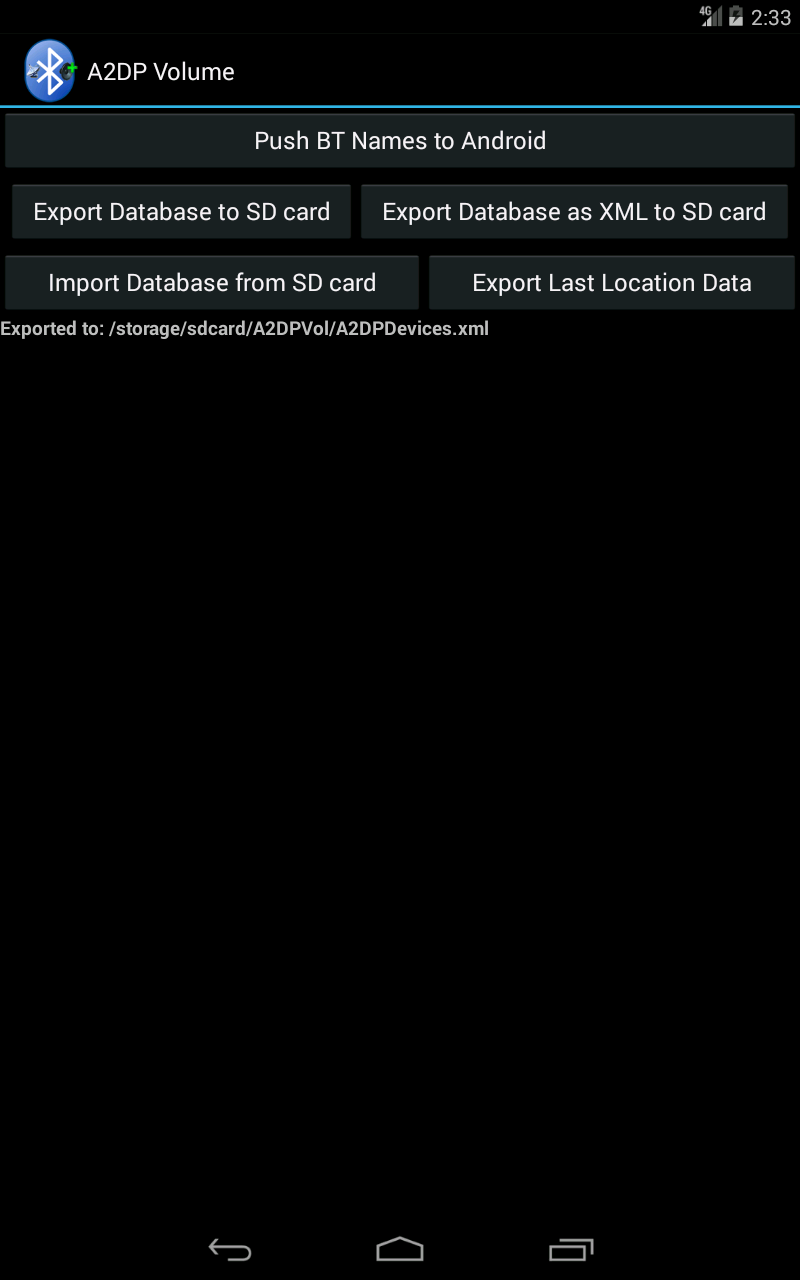 4G 2:33
A2DP Volume
Push BT Names to Android
Export Database to SD card Export Database as XML to SD card
Import Database from SD card Export Last Location Data
Exported to: /storage/sdcard/A2DPVol/A2DPDevices.xml